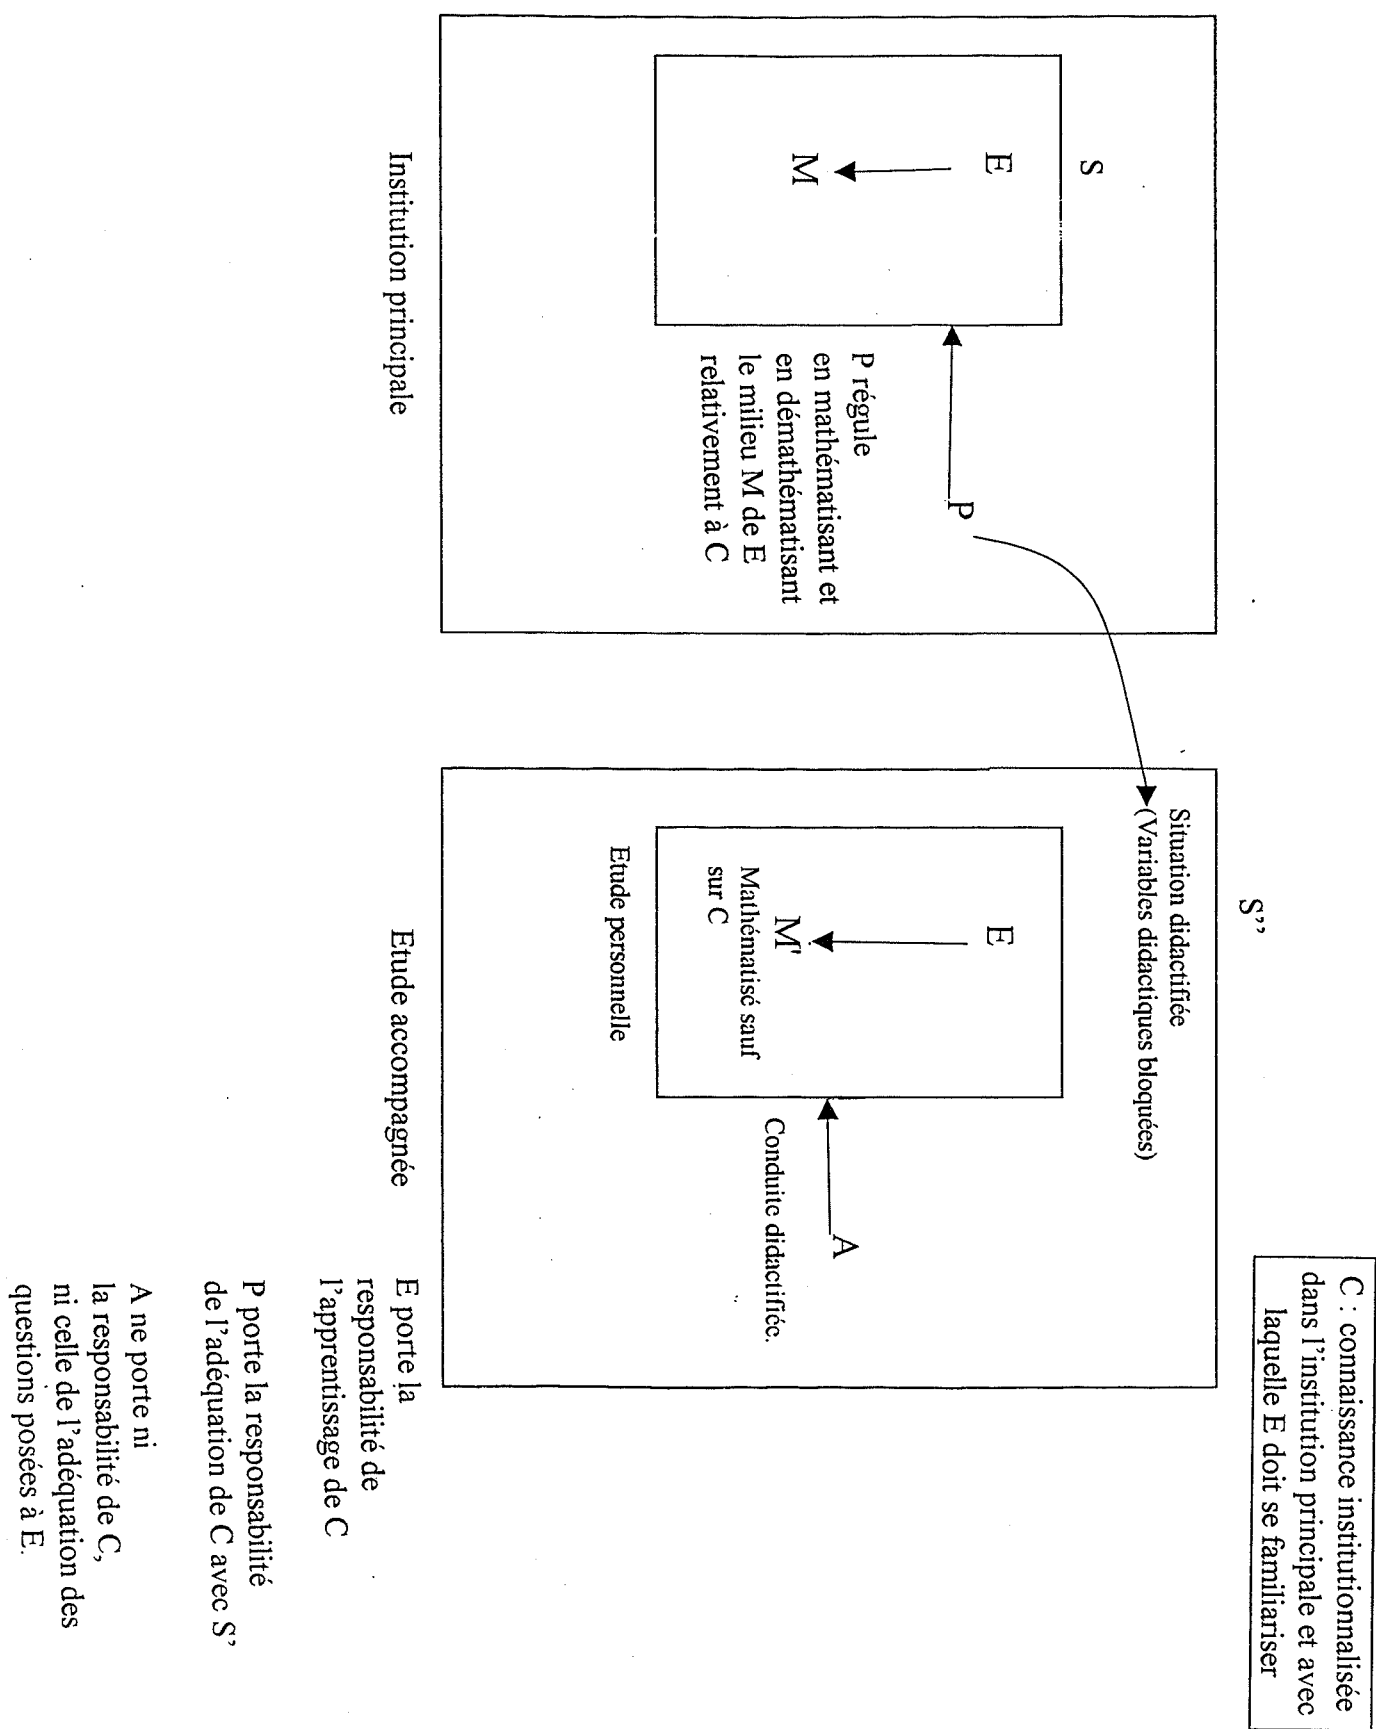 C : connaissance institutionnalisée
dans l'institution principale et avec
laquelle E doit se familiariser
S
E
M
P
P régule
en mathématisant et
en démathématisant
le milieu M de E
relativement à C
Institution principale
S’’
Situation didactifiée
(Variables didactiques bloquées)
E
M'
Mathématisé sauf
sur C
Etude personnelle
A
Conduite didactifiée.
Etude accompagnée
E porte la
responsabilité de
l'apprentissage de C
P porte la responsabilité
de l'adéquation de C avec S’
A ne porte ni
la responsabilité de C,
ni celle de l'adéquation des
questions posées à E.